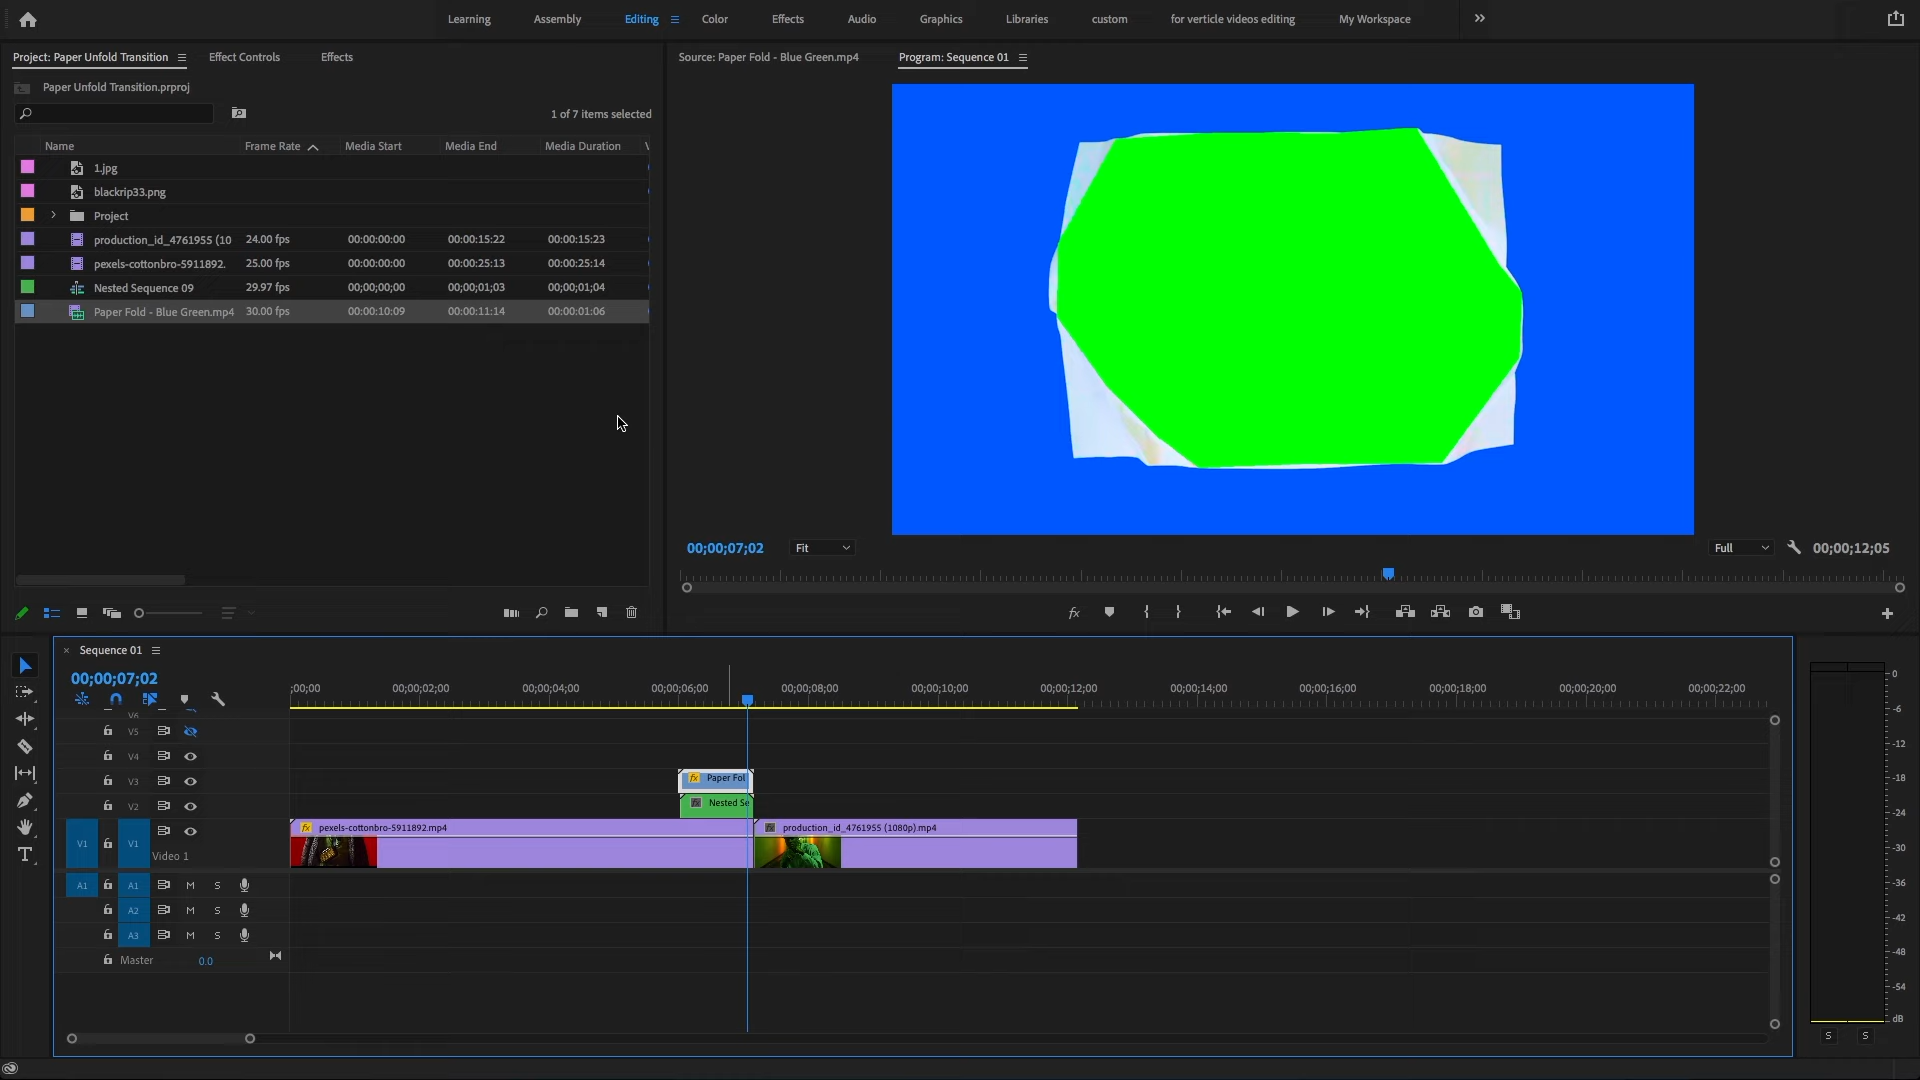 Learning Assembly Editing Color Effects Audio Graphics Libraries custom for verticle videos editing My Workspace
Project: Paper Unfold Transition Effect Controls Effects
Source: Paper Fold - Blue Green.mp4 Program: Sequence 01
Paper Unfold Transition.prproj
1 of 7 items selected
Name Frame Rate Media Start Media End Media Duration
1.jpg
blackrip33.png
Project
production_id_4761955 (10 24.00 fps 00:00:00:00 00:00:15:22 00:00:15:23
pexels-cottonbro-5911892. 25.00 fps 00:00:00:00 00:00:25:13 00:00:25:14
Nested Sequence 09 29.97 fps 00;00;00;00 00;00;01;03 00;00;01;04
Paper Fold - Blue Green.mp4 30.00 fps 00:00:10:09 00:00:11:14 00:00:01:06
00;00;07;02 Fit Full 00;00;12;05
fx
Sequence 01
00;00;07;02
;00;00 00;00;02;00 00;00;04;00 00;00;06;00 00;00;08;00 00;00;10;00 00;00;12;00 00;00;14;00 00;00;16;00 00;00;18;00 00;00;20;00 00;00;22;00
V6
V5
V4
V3 fx Paper Fol
V2 fx Nested Se
fx pexels-cottonbro-5911892.mp4 fx production_id_4761955 (1080p).mp4
V1 V1
Video 1
A1 A1 M S
A2 M S
A3 M S
Master 0.0
T
0
-6
-12
-18
-24
-30
-36
-42
-48
-54
dB
S S